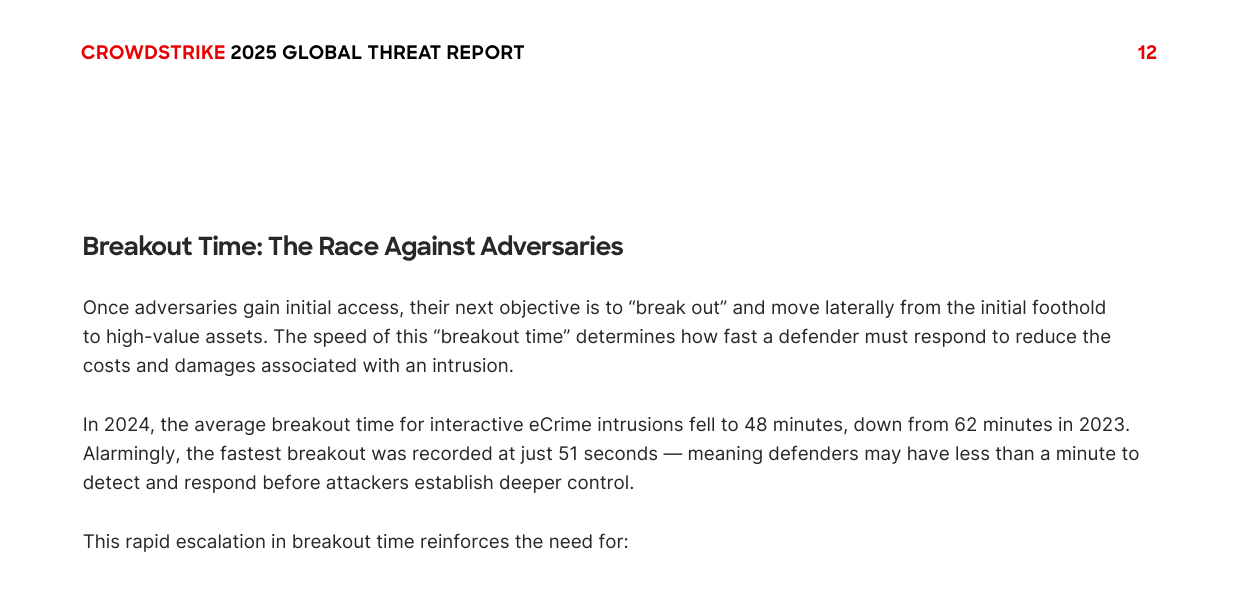 CROWDSTRIKE 2025 GLOBAL THREAT REPORT 12
Breakout Time: The Race Against Adversaries
Once adversaries gain initial access, their next objective is to “break out” and move laterally from the initial foothold
to high-value assets. The speed of this “breakout time” determines how fast a defender must respond to reduce the
costs and damages associated with an intrusion.
In 2024, the average breakout time for interactive eCrime intrusions fell to 48 minutes, down from 62 minutes in 2023.
Alarmingly, the fastest breakout was recorded at just 51 seconds — meaning defenders may have less than a minute to
detect and respond before attackers establish deeper control.
This rapid escalation in breakout time reinforces the need for: